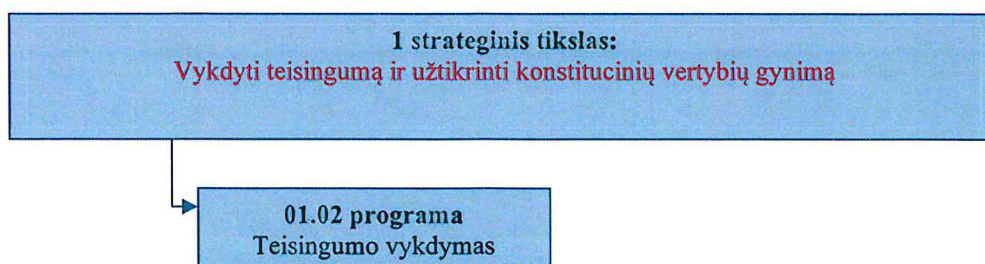 1 strateginis tikslas:
Vykdyti teisingumą ir užtikrinti konstitucinių vertybių gynimą
01.02 programa
Teisingumo vykdymas